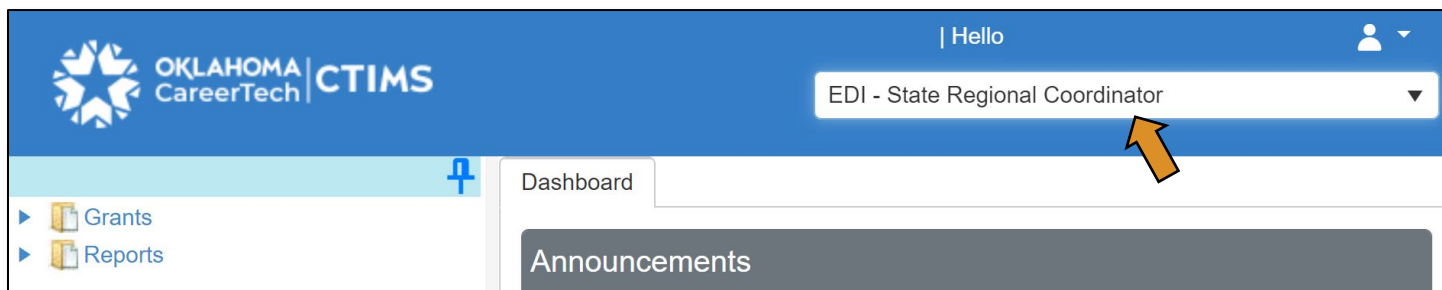 | Hello
OKLAHOMA
CareerTech | CTIMS
EDI - State Regional Coordinator
Dashboard
Grants
Reports
Announcements